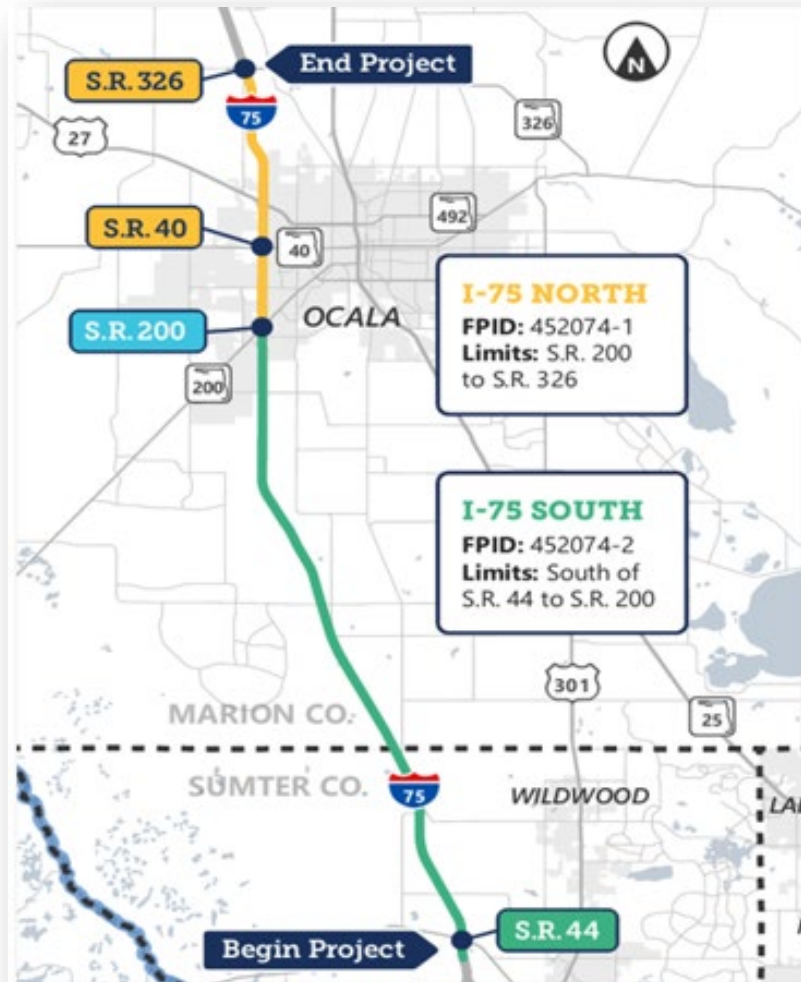 End Project
S.R. 326
N
75
27
326
S.R. 40
492
40
S.R. 200
OCALA
I-75 NORTH
FPID: 452074-1
Limits: S.R. 200
to S.R. 326
200
I-75 SOUTH
FPID: 452074-2
Limits: South of
S.R. 44 to S.R. 200
301
25
MARION CO.
SUMTER CO.
75
WILDWOOD
S.R. 44
Begin Project